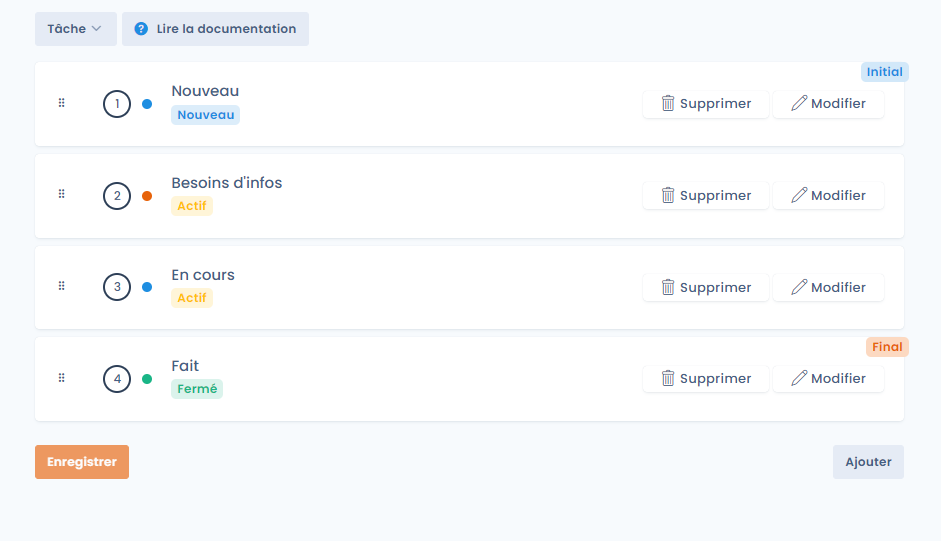 Tâche
? Lire la documentation
Initial
1
Nouveau
Nouveau
Supprimer
Modifier
2
Besoins d'infos
Actif
Supprimer
Modifier
3
En cours
Actif
Supprimer
Modifier
Final
4
Fait
Fermé
Supprimer
Modifier
Enregistrer
Ajouter